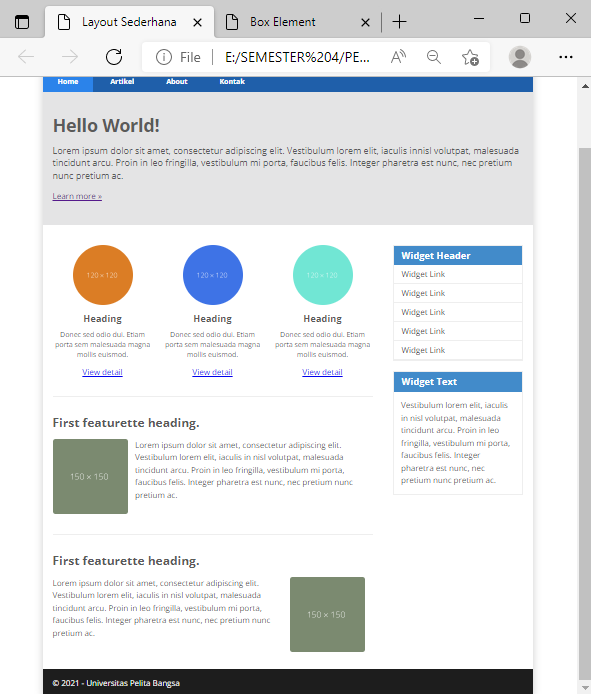 Layout Sederhana
Box Element
File
E:/SEMESTER%204/PE...
Home Artikel About Kontak
Hello World!
Lorem ipsum dolor sit amet, consectetur adipiscing elit. Vestibulum lorem elit, iaculis innisl volutpat, malesuada
tincidunt arcu. Proin in leo fringilla, vestibulum mi porta, faucibus felis. Integer pharetra est nunc, nec pretium
nunc pretium ac.
Learn more »
120 × 120
Heading
Donec sed odio dui. Etiam
porta sem malesuada magna
mollis euismod.
View detail
120 × 120
Heading
Donec sed odio dui. Etiam
porta sem malesuada magna
mollis euismod.
View detail
120 × 120
Heading
Donec sed odio dui. Etiam
porta sem malesuada magna
mollis euismod.
View detail
First featurette heading.
150 × 150
Lorem ipsum dolor sit amet, consectetur adipiscing elit.
Vestibulum lorem elit, iaculis in nisl volutpat, malesuada
tincidunt arcu. Proin in leo fringilla, vestibulum mi porta,
faucibus felis. Integer pharetra est nunc, nec pretium nunc
pretium ac.
First featurette heading.
Lorem ipsum dolor sit amet, consectetur adipiscing elit.
Vestibulum lorem elit, iaculis in nisl volutpat, malesuada
tincidunt arcu. Proin in leo fringilla, vestibulum mi porta,
faucibus felis. Integer pharetra est nunc, nec pretium nunc
pretium ac.
150 × 150
Widget Header
Widget Link
Widget Link
Widget Link
Widget Link
Widget Link
Widget Text
Vestibulum lorem elit, iaculis
in nisl volutpat, malesuada
tincidunt arcu. Proin in leo
fringilla, vestibulum mi porta,
faucibus felis. Integer
pharetra est nunc, nec
pretium nunc pretium ac.
© 2021 - Universitas Pelita Bangsa